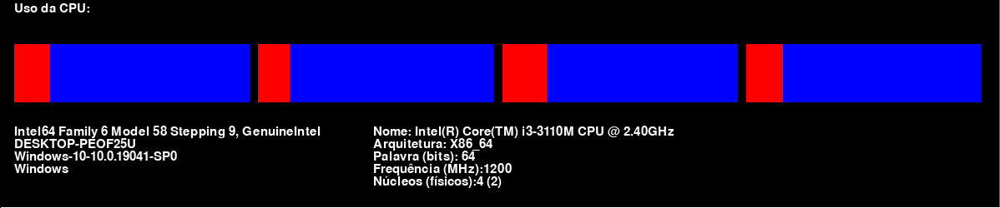 Uso da CPU:
Intel64 Family 6 Model 58 Stepping 9, GenuineIntel
DESKTOP-PEOF25U
Windows-10-10.0.19041-SP0
Windows
Nome: Intel(R) Core(TM) i3-3110M CPU @ 2.40GHz
Arquitetura: X86_64
Palavra (bits): 64
Frequência (MHz):1200
Núcleos (físicos):4 (2)